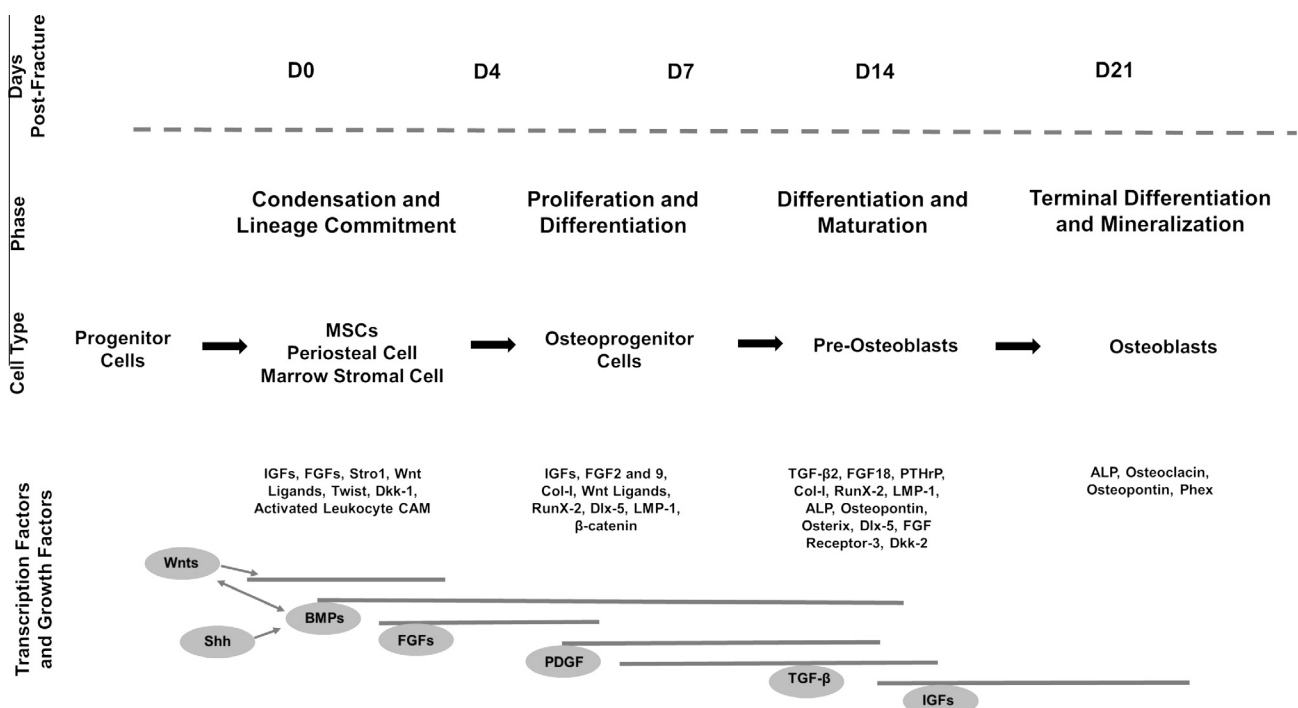 Days
Post-Fracture
D0
D4
D7
D14
D21
Phase
Condensation and
Lineage Commitment
Proliferation and
Differentiation
Differentiation and
Maturation
Terminal Differentiation
and Mineralization
Cell Type
Progenitor
Cells
MSCs
Periosteal Cell
Marrow Stromal Cell
Osteoprogenitor
Cells
Pre-Osteoblasts
Osteoblasts
Transcription Factors
and Growth Factors
IGFs, FGFs, Stro1, Wnt
Ligands, Twist, Dkk-1,
Activated Leukocyte CAM
IGFs, FGF2 and 9,
Col-I, Wnt Ligands,
RunX-2, Dlx-5, LMP-1,
β-catenin
TGF-β2, FGF18, PTHrP,
Col-I, RunX-2, LMP-1,
ALP, Osteopontin,
Osterix, Dlx-5, FGF
Receptor-3, Dkk-2
ALP, Osteoclacin,
Osteopontin, Phex
Wnts
BMPs
Shh
FGFs
PDGF
TGF-β
IGFs